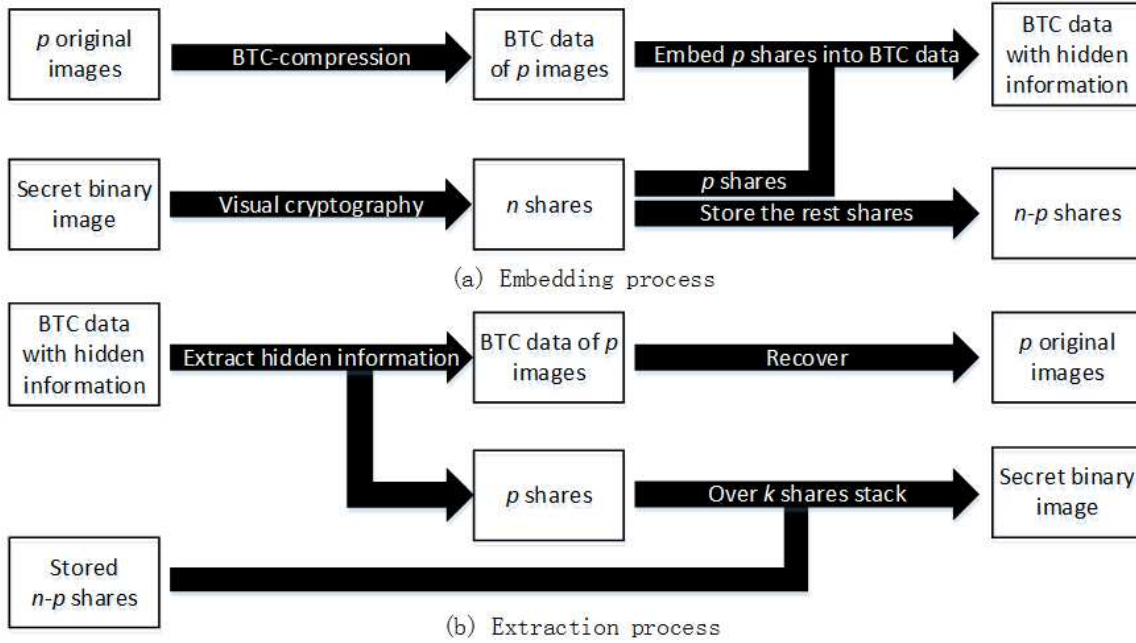 p original
images
BTC-compression
BTC data
of p images
Embed p shares into BTC data
BTC data
with hidden
information
Secret binary
image
Visual cryptography
n shares
p shares
Store the rest shares
n-p shares
(a) Embedding process
BTC data
with hidden
information
Extract hidden information
BTC data of p
images
Recover
p original
images
p shares
Over k shares stack
Secret binary
image
Stored
n-p shares
(b) Extraction process